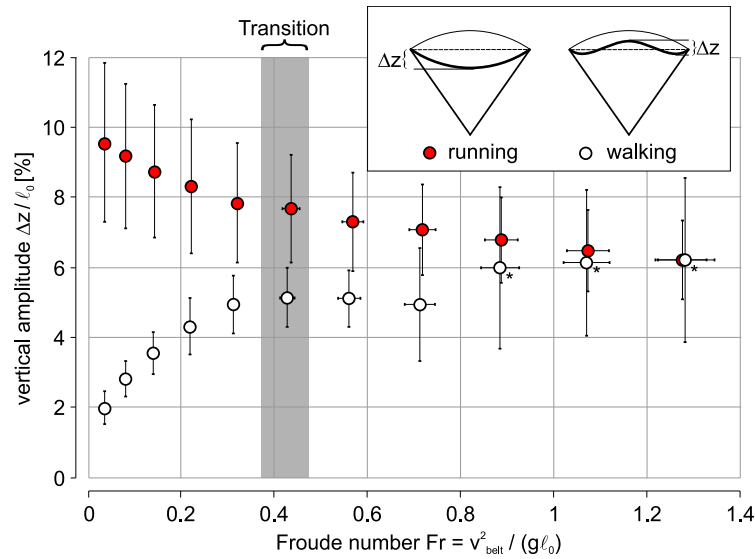 Transition
Δz{
}Δz
running
walking
vertical amplitude Δz/ℓ₀ [%]
12
10
8
6
4
2
0
*
*
*
0
0.2
0.4
0.6
0.8
1
1.2
1.4
Froude number Fr = v²belt / (gℓ₀)